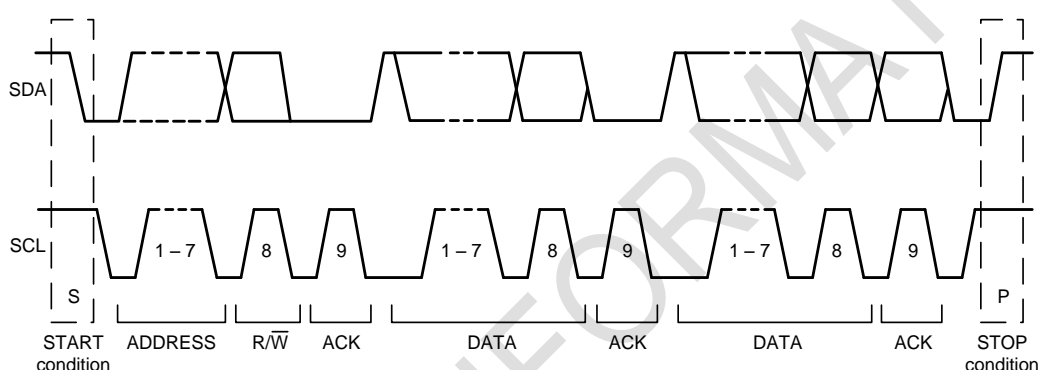 SDA
SCL
1 – 7 8 9 1 – 7 8 9 1 – 7 8 9
S P
START condition ADDRESS R/W̅ ACK DATA ACK DATA ACK STOP condition